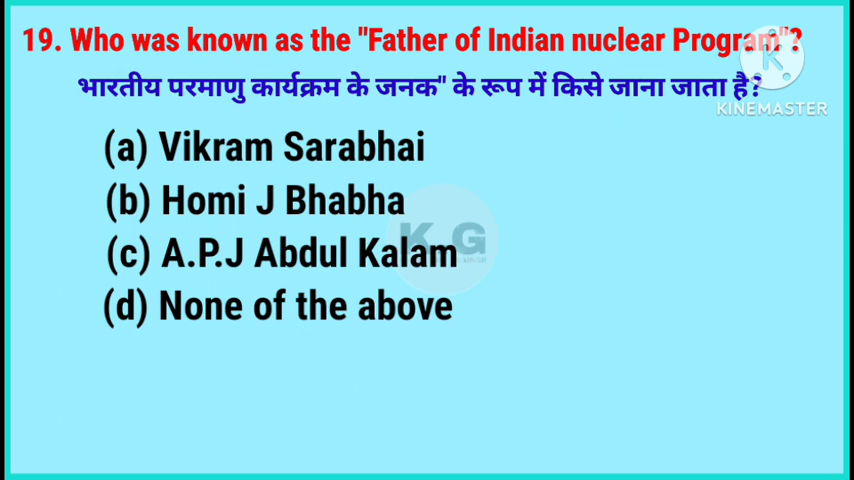 19. Who was known as the "Father of Indian nuclear Program"?
भारतीय परमाणु कार्यक्रम के जनक" के रूप में किसे जाना जाता है?
K
KINEMASTER
(a) Vikram Sarabhai
(b) Homi J Bhabha
(c) A.P.J Abdul Kalam
(d) None of the above
K.G